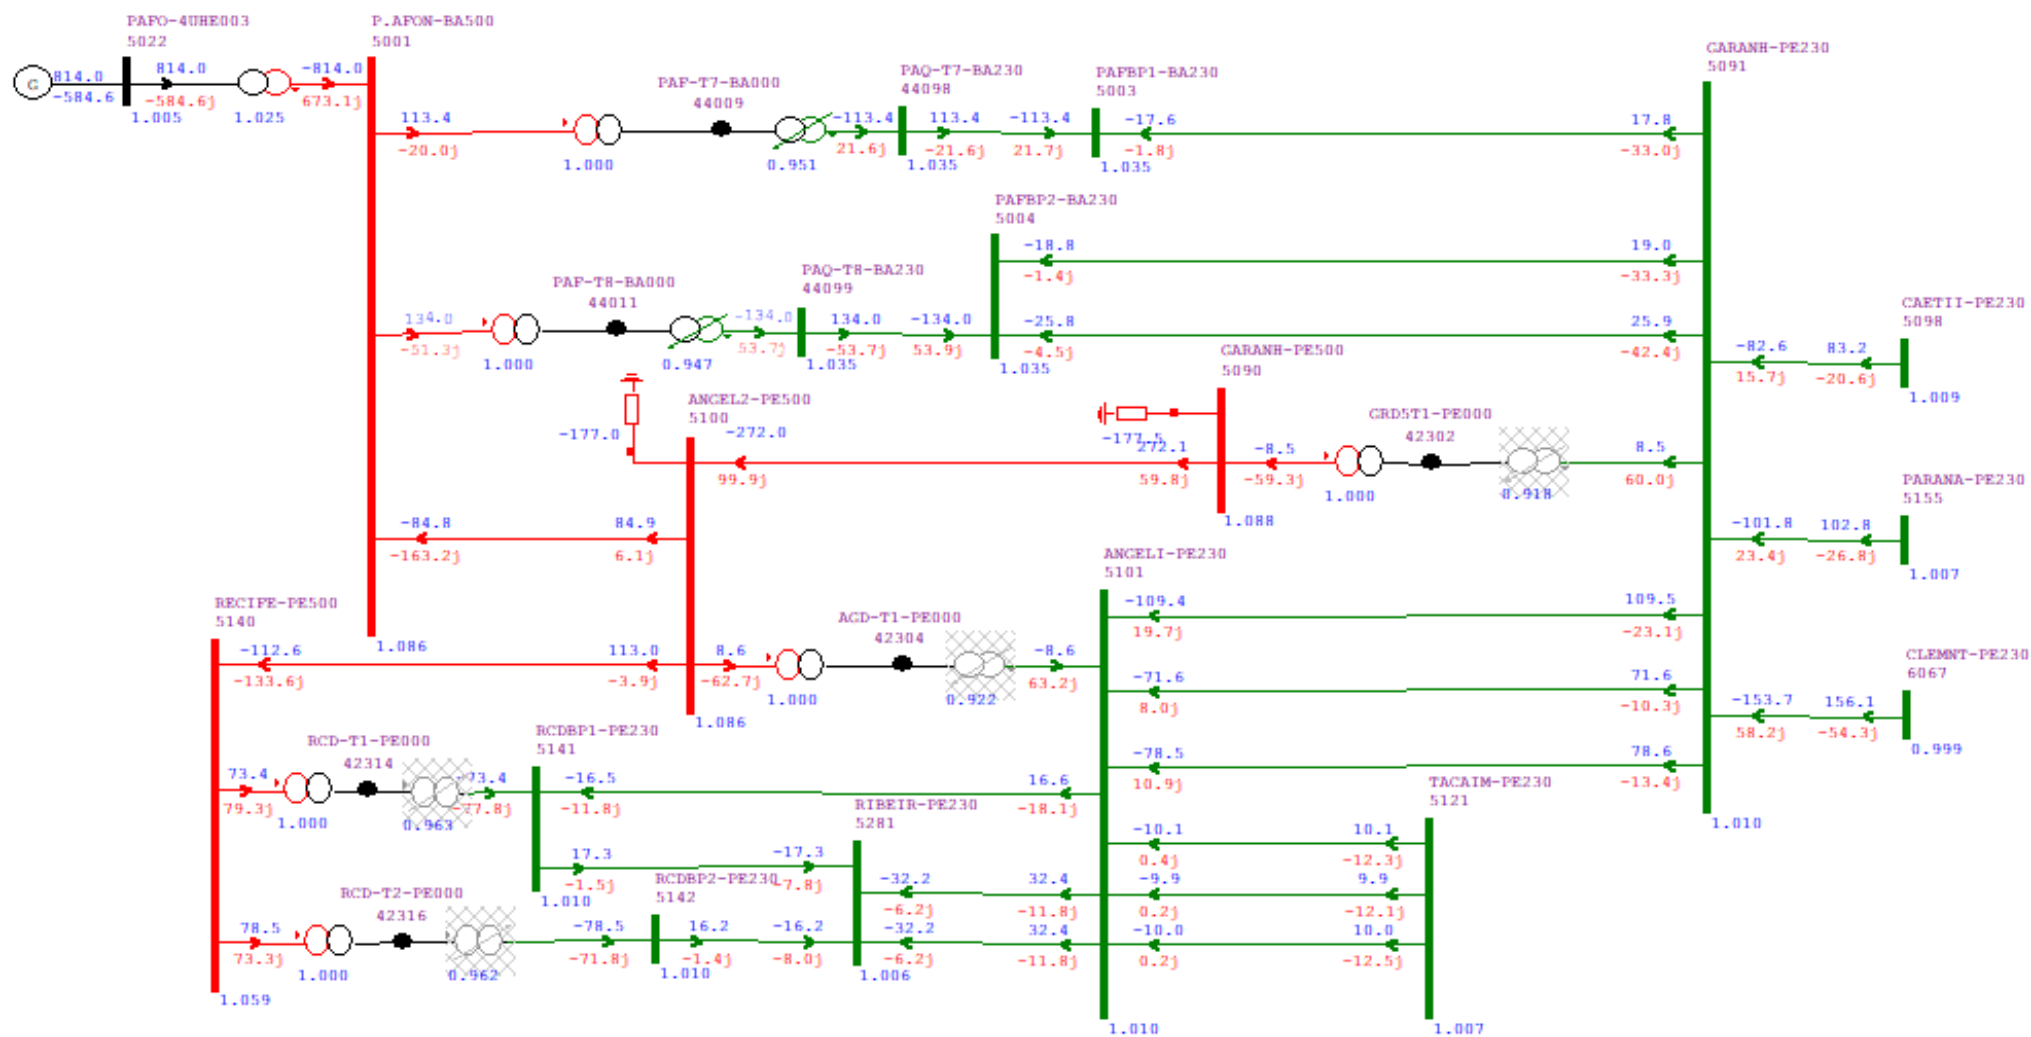 PAFO-4UHE003
5022
P.AFON-BA500
5001
GARANH-PE230
5091
G
814.0
-584.6
814.0
-584.6j
1.005
1.025
-814.0
673.1j
PAF-T7-BA000
44009
PAQ-T7-BA230
44098
PAFBP1-BA230
5003
113.4
-20.0j
1.000
0.951
-113.4
21.6j
113.4
-21.6j
1.035
-113.4
21.7j
-17.6
-1.8j
1.035
17.8
-33.0j
PAFBP2-BA230
5004
-18.8
-1.4j
19.0
-33.3j
PAF-T8-BA000
44011
PAQ-T8-BA230
44099
134.0
-51.3j
1.000
0.947
-134.0
53.7j
134.0
-53.7j
1.035
-134.0
53.9j
-25.8
-4.5j
1.035
25.9
-42.4j
CAETII-PE230
5098
-82.6
15.7j
83.2
-20.6j
1.009
GARANH-PE500
5090
ANGEL2-PE500
5100
GRD5T1-PE000
42302
-177.0
-272.0
99.9j
-177.5
272.1
59.8j
-8.5
-59.3j
1.088
1.000
0.918
8.5
60.0j
PARANA-PE230
5155
-101.8
23.4j
102.8
-26.8j
1.007
-84.8
-163.2j
84.9
6.1j
ANGELI-PE230
5101
RECIFE-PE500
5140
1.086
AGD-T1-PE000
42304
-109.4
19.7j
109.5
-23.1j
-112.6
-133.6j
113.0
-3.9j
8.6
-62.7j
1.086
1.000
0.922
-8.6
63.2j
-71.6
8.0j
71.6
-10.3j
CLEMNT-PE230
6067
-153.7
58.2j
156.1
-54.3j
0.999
RCD-T1-PE000
42314
RCDBP1-PE230
5141
-78.5
10.9j
78.6
-13.4j
1.010
73.4
79.3j
1.000
0.963
-73.4
-77.8j
-16.5
-11.8j
16.6
-18.1j
TACAIM-PE230
5121
RIBEIR-PE230
5281
-10.1
0.4j
10.1
-12.3j
17.3
-1.5j
1.010
-17.3
-7.8j
-32.2
-6.2j
32.4
-11.8j
-9.9
0.2j
9.9
-12.1j
RCD-T2-PE000
42316
RCDBP2-PE230
5142
78.5
73.3j
1.000
0.962
-78.5
-71.8j
16.2
-1.4j
1.010
-16.2
-8.0j
-32.2
-6.2j
1.006
32.4
-11.8j
-10.0
0.2j
10.0
-12.5j
1.059
1.010
1.007